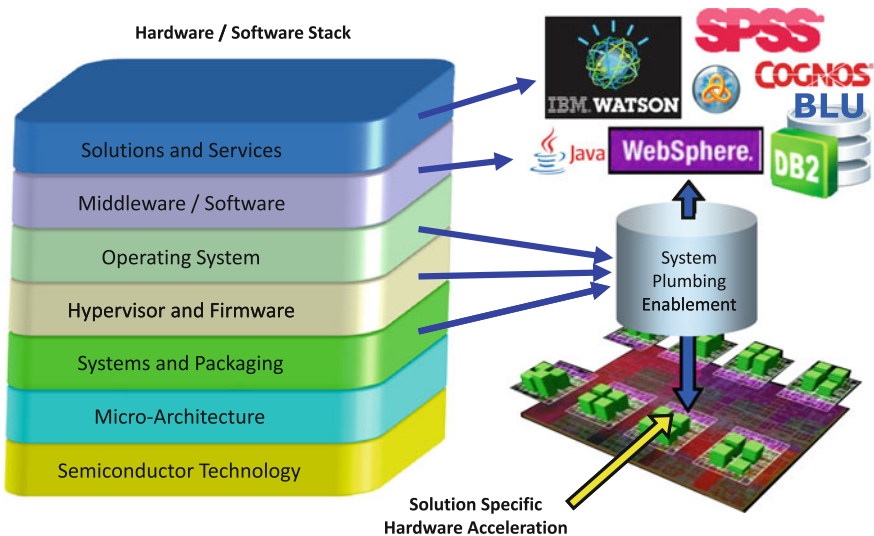 Hardware / Software Stack
Solutions and Services
Middleware / Software
Operating System
Hypervisor and Firmware
Systems and Packaging
Micro-Architecture
Semiconductor Technology
IBM. WATSON
SPSS®
COGNOS®
BLU
Java
WebSphere.
DB2
System
Plumbing
Enablement
Solution Specific
Hardware Acceleration